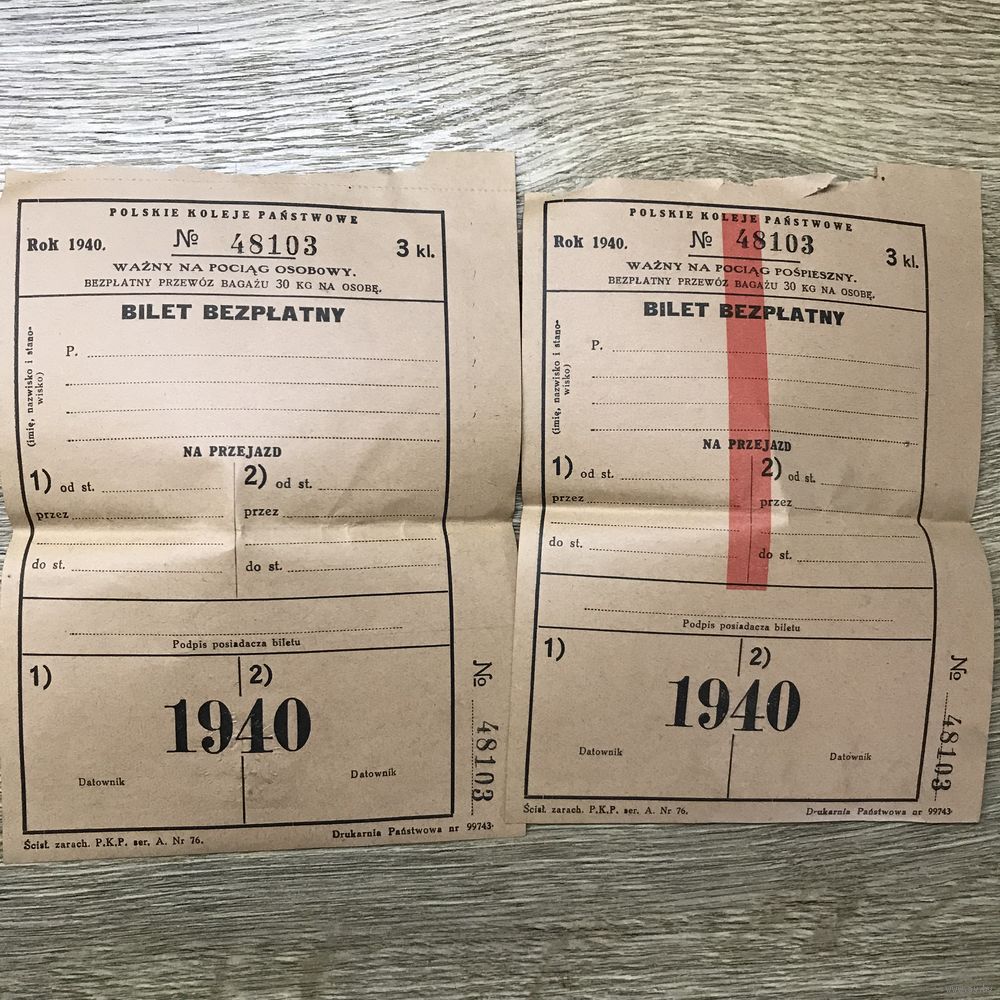 POLSKIE KOLEJE PAŃSTWOWE
Rok 1940. № 48103 3 kl.
WAŻNY NA POCIĄG OSOBOWY.
BEZPŁATNY PRZEWÓZ BAGAŻU 30 KG NA OSOBĘ.
BILET BEZPŁATNY
(imię, nazwisko i stano-
wisko)
P.
NA PRZEJAZD
1) od st. 2) od st.
przez przez
do st. do st.
Podpis posiadacza biletu
1) 2)
1940
Datownik Datownik
№ 48103
Ścisł. zarach. P.K.P. ser. A. Nr 76. Drukarnia Państwowa nr 99743.
POLSKIE KOLEJE PAŃSTWOWE
Rok 1940. № 48103 3 kl.
WAŻNY NA POCIĄG POŚPIESZNY.
BEZPŁATNY PRZEWÓZ BAGAŻU 30 KG NA OSOBĘ.
BILET BEZPŁATNY
(imię, nazwisko i stano-
wisko)
P.
NA PRZEJAZD
1) od st. 2) od st.
przez przez
do st. do st.
Podpis posiadacza biletu
1) 2)
1940
Datownik Datownik
№ 48103
Ścisł. zarach. P.K.P. ser. A. Nr 76. Drukarnia Państwowa nr 99743.